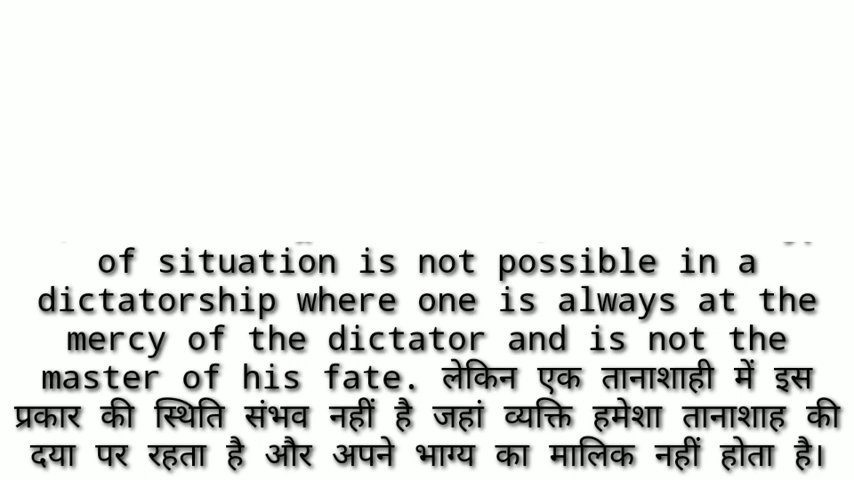 of situation is not possible in a
dictatorship where one is always at the
mercy of the dictator and is not the
master of his fate. लेकिन एक तानाशाही में इस
प्रकार की स्थिति संभव नहीं है जहां व्यक्ति हमेशा तानाशाह की
दया पर रहता है और अपने भाग्य का मालिक नहीं होता है।